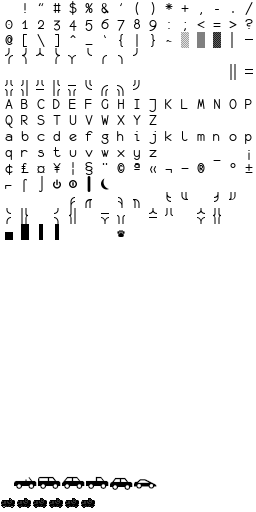 ! " # $ % & ' ( ) * + , - . /
0 1 2 3 4 5 6 7 8 9 : ; < = > ?
@ [ \ ] ^ _ ` { | } ~ ░ ▒ ▓ │ ─
║ ═
A B C D E F G H I J K L M N O P
Q R S T U V W X Y Z
a b c d e f g h i j k l m n o p
q r s t u v w x y z _ ¡
¢ £ ¤ ¥ ¦ § ¨ © ª « ¬ − ® ° ±
⌐ ⌠ ⌡